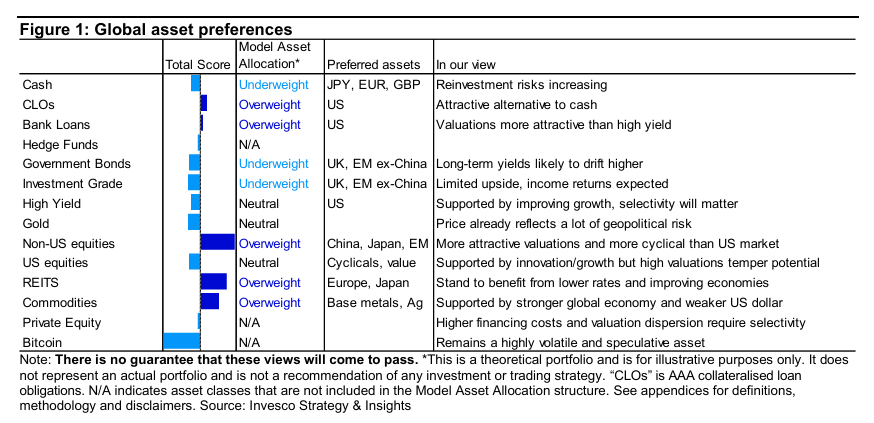 Figure 1: Global asset preferences
Total Score Model Asset Allocation* Preferred assets In our view
Cash Underweight JPY, EUR, GBP Reinvestment risks increasing
CLOs Overweight US Attractive alternative to cash
Bank Loans Overweight US Valuations more attractive than high yield
Hedge Funds N/A
Government Bonds Underweight UK, EM ex-China Long-term yields likely to drift higher
Investment Grade Underweight UK, EM ex-China Limited upside, income returns expected
High Yield Neutral US Supported by improving growth, selectivity will matter
Gold Neutral Price already reflects a lot of geopolitical risk
Non-US equities Overweight China, Japan, EM More attractive valuations and more cyclical than US market
US equities Neutral Cyclicals, value Supported by innovation/growth but high valuations temper potential
REITS Overweight Europe, Japan Stand to benefit from lower rates and improving economies
Commodities Overweight Base metals, Ag Supported by stronger global economy and weaker US dollar
Private Equity N/A Higher financing costs and valuation dispersion require selectivity
Bitcoin N/A Remains a highly volatile and speculative asset
Note: There is no guarantee that these views will come to pass. *This is a theoretical portfolio and is for illustrative purposes only. It does
not represent an actual portfolio and is not a recommendation of any investment or trading strategy. “CLOs” is AAA collateralised loan
obligations. N/A indicates asset classes that are not included in the Model Asset Allocation structure. See appendices for definitions,
methodology and disclaimers. Source: Invesco Strategy & Insights